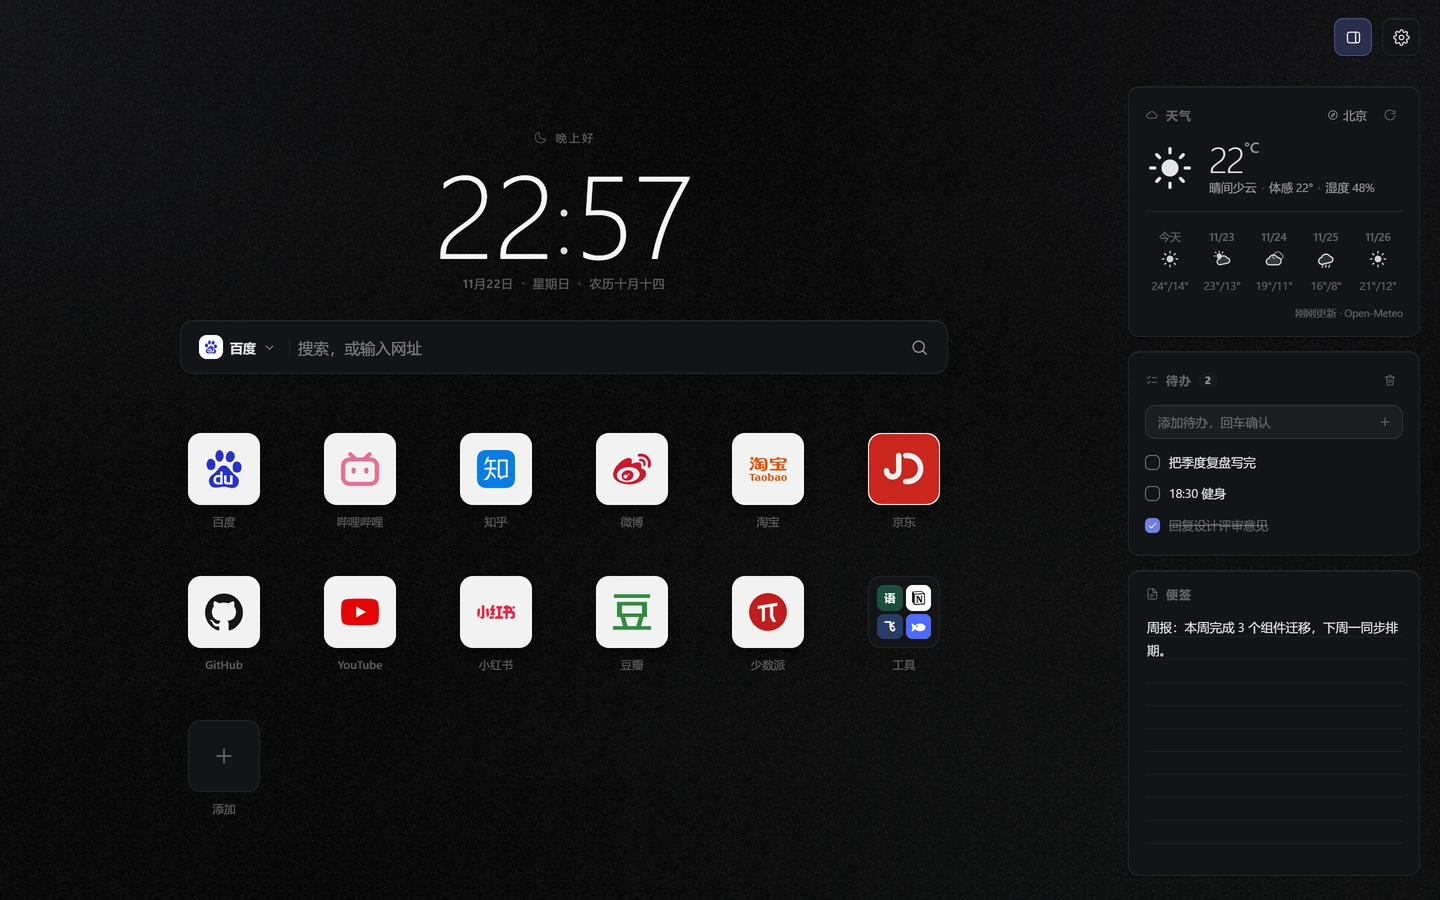 晚上好
22:57
11月22日 · 星期日 · 农历十月十四
百度 搜索，或输入网址
du
知
淘宝
Taobao
JD
百度 哔哩哔哩 知乎 微博 淘宝 京东
小红书
豆
π
语
N
飞
GitHub YouTube 小红书 豆瓣 少数派 工具
添加
天气 北京
22°C
晴间少云 · 体感 22° · 湿度 48%
今天 11/23 11/24 11/25 11/26
24°/14° 23°/13° 19°/11° 16°/8° 21°/12°
刚刚更新 · Open-Meteo
待办 2
添加待办，回车确认
把季度复盘写完
18:30 健身
回复设计评审意见
便签
周报：本周完成 3 个组件迁移，下周一同步排
期。